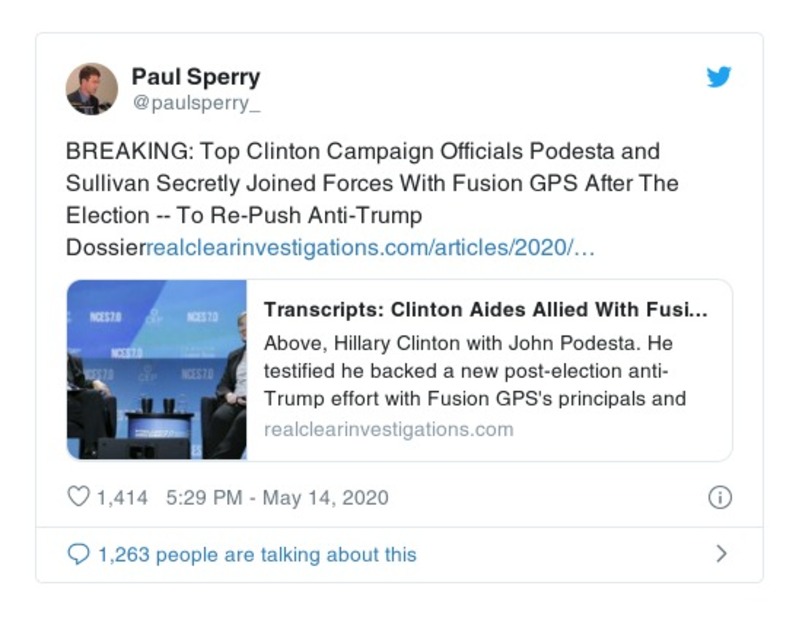 Paul Sperry
@paulsperry_
BREAKING: Top Clinton Campaign Officials Podesta and
Sullivan Secretly Joined Forces With Fusion GPS After The
Election -- To Re-Push Anti-Trump
Dossierrealclearinvestigations.com/articles/2020/…
NCES7.0
CEP
NCES7.0
NCES7.0
NCES7.0
CEP
NCES7.0
Transcripts: Clinton Aides Allied With Fusi...
Above, Hillary Clinton with John Podesta. He
testified he backed a new post-election anti-
Trump effort with Fusion GPS's principals and
realclearinvestigations.com
1,414 5:29 PM - May 14, 2020
1,263 people are talking about this